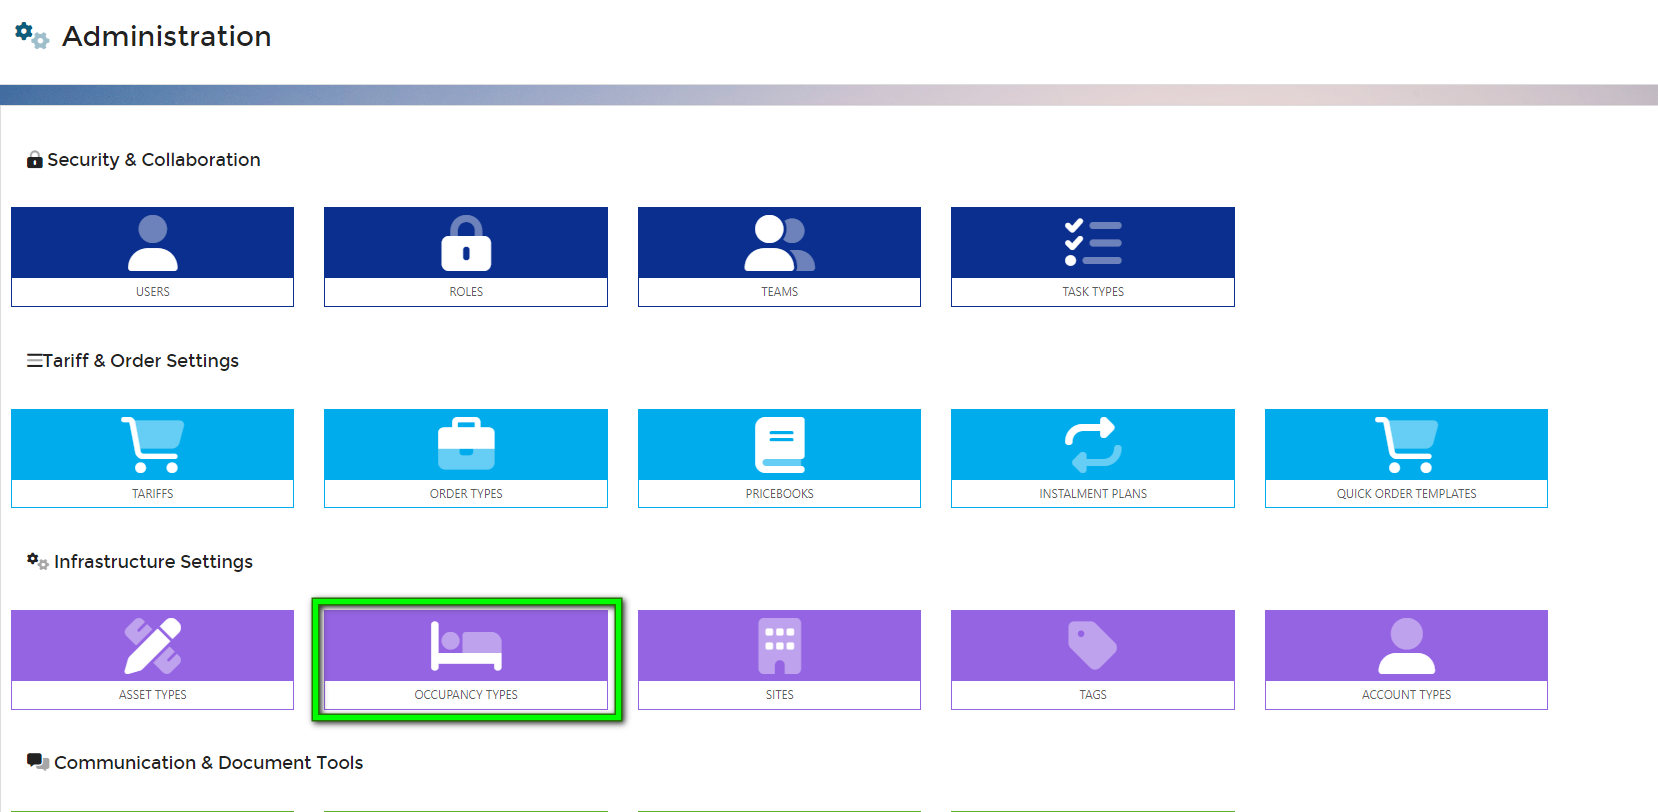 Administration
Security & Collaboration
USERS
ROLES
TEAMS
TASK TYPES
Tariff & Order Settings
TARIFFS
ORDER TYPES
PRICEBOOKS
INSTALMENT PLANS
QUICK ORDER TEMPLATES
Infrastructure Settings
ASSET TYPES
OCCUPANCY TYPES
SITES
TAGS
ACCOUNT TYPES
Communication & Document Tools